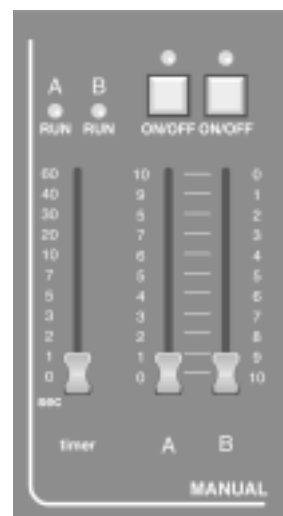 A B
RUN RUN
ON/OFF ON/OFF
60 10 0
40 9 1
30 5 2
20 7 3
10 6 4
7 5 5
5 4 6
3 3 7
2 2 8
1 1 9
0 0 10
sec
timer A B
MANUAL